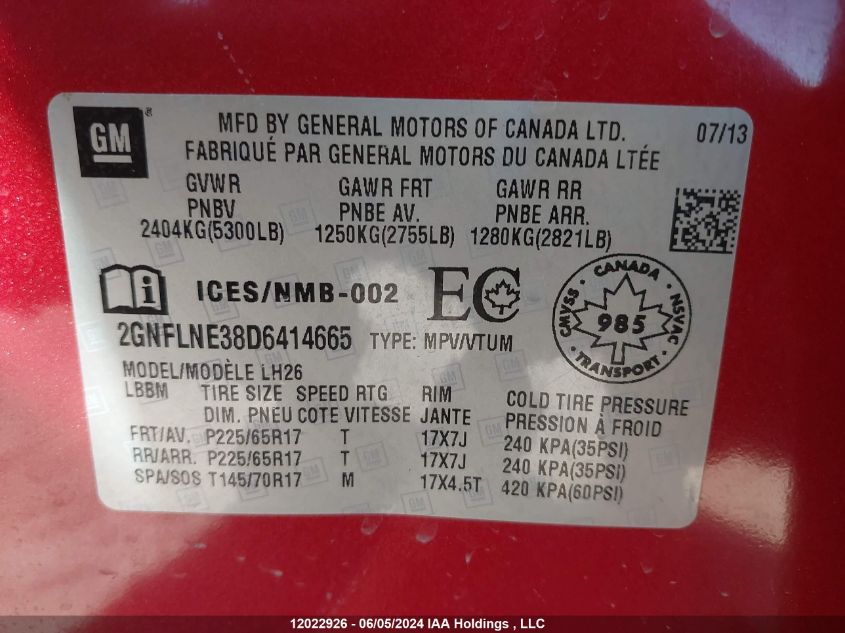 GM ®
MFD BY GENERAL MOTORS OF CANADA LTD. 07/13
FABRIQUÉ PAR GENERAL MOTORS DU CANADA LTÉE
GVWR GAWR FRT GAWR RR
PNBV PNBE AV. PNBE ARR.
2404KG(5300LB) 1250KG(2755LB) 1280KG(2821LB)
i ICES/NMB-002 EC
CANADA
CMVSS 985 NSVAC
TRANSPORT
2GNFLNE38D6414665 TYPE: MPV/VTUM
MODEL/MODÈLE LH26
LBBM TIRE SIZE SPEED RTG RIM COLD TIRE PRESSURE
DIM. PNEU COTE VITESSE JANTE PRESSION À FROID
FRT/AV. P225/65R17 T 17X7J 240 KPA(35PSI)
RR/ARR. P225/65R17 T 17X7J 240 KPA(35PSI)
SPA/SOS T145/70R17 M 17X4.5T 420 KPA(60PSI)
12022926 - 06/05/2024 IAA Holdings , LLC